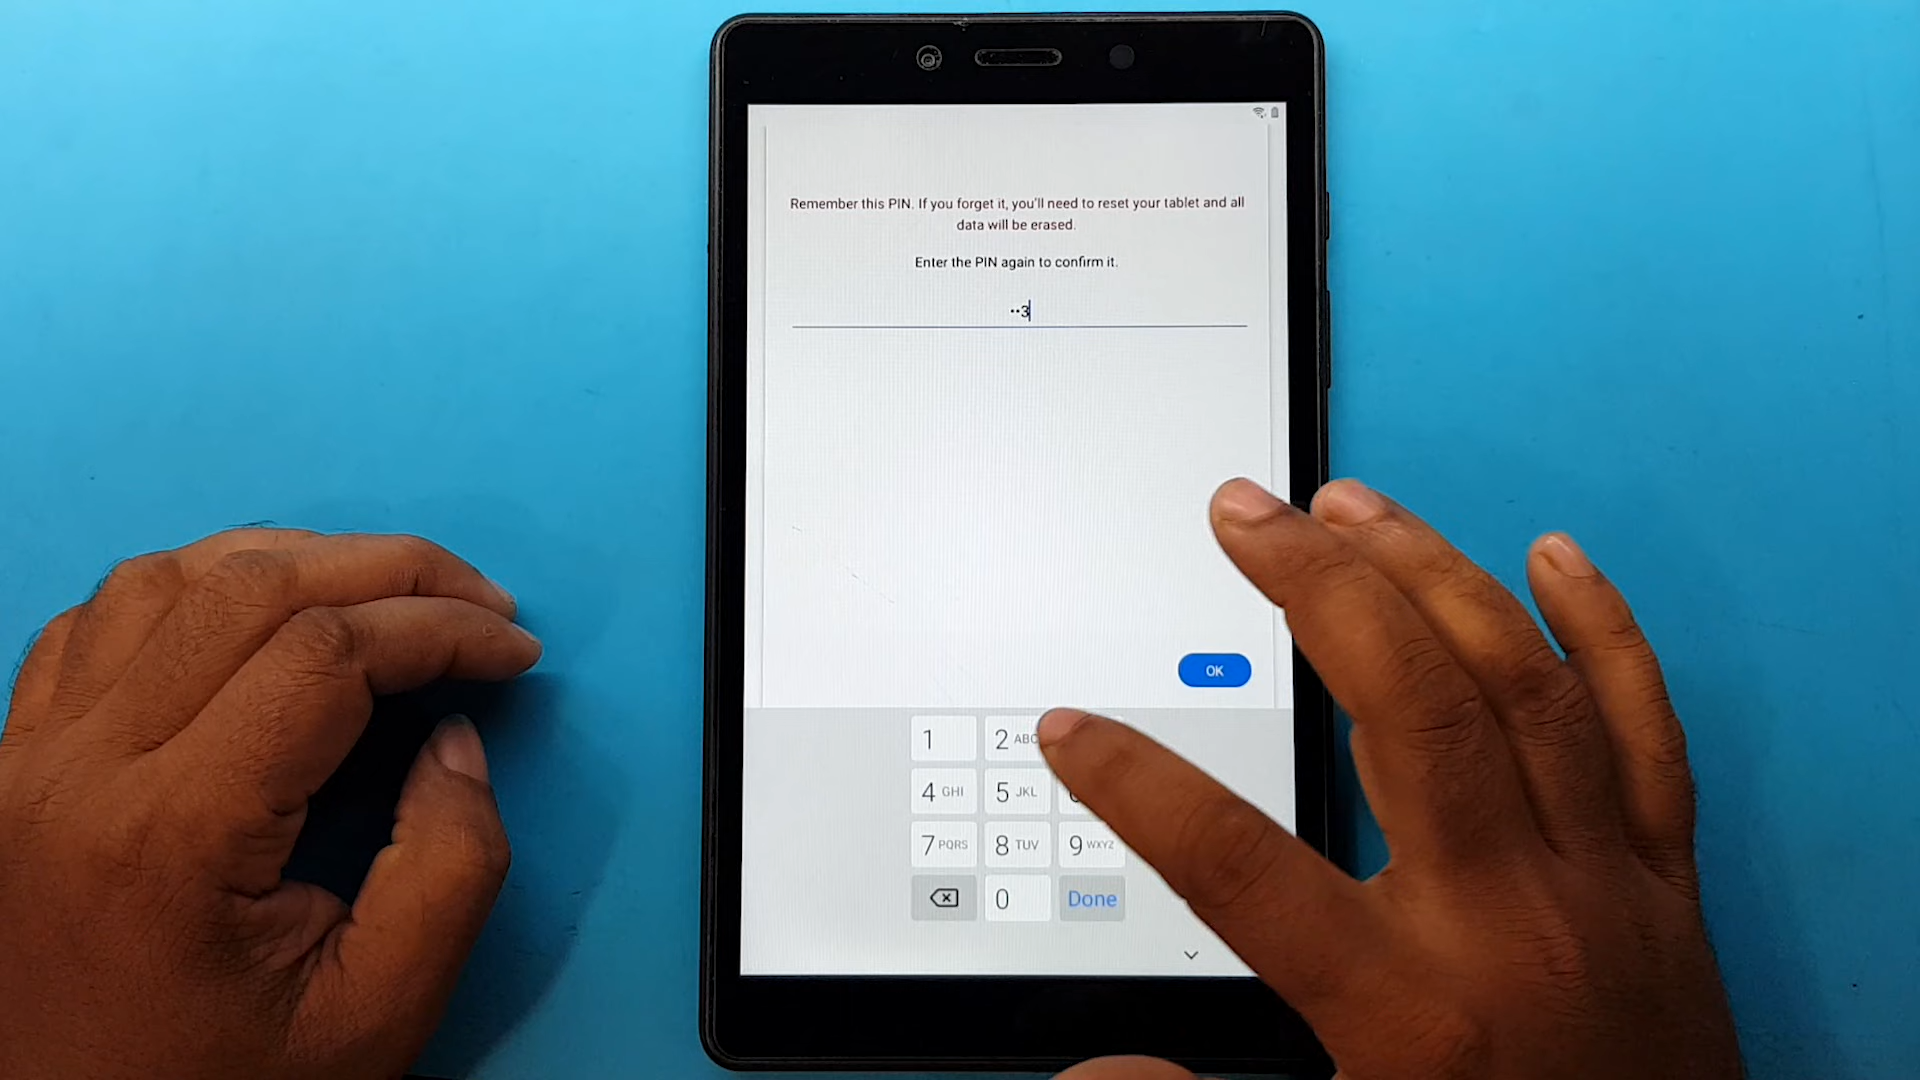 Remember this PIN. If you forget it, you'll need to reset your tablet and all
data will be erased.
Enter the PIN again to confirm it.
••3
OK
1 2 ABC
4 GHI 5 JKL
7 PQRS 8 TUV 9 WXYZ
0 Done